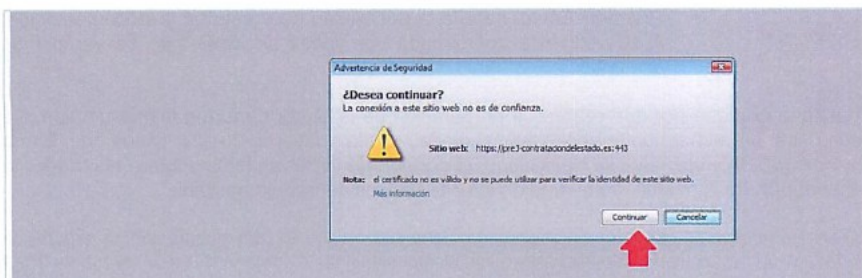 Advertencia de Seguridad
¿Desea continuar?
La conexión a este sitio web no es de confianza.
Sitio web: https://pre3-contrataciondelestado.es:443
Nota: el certificado no es válido y no se puede utilizar para verificar la identidad de este sitio web.
Más información
Continuar Cancelar